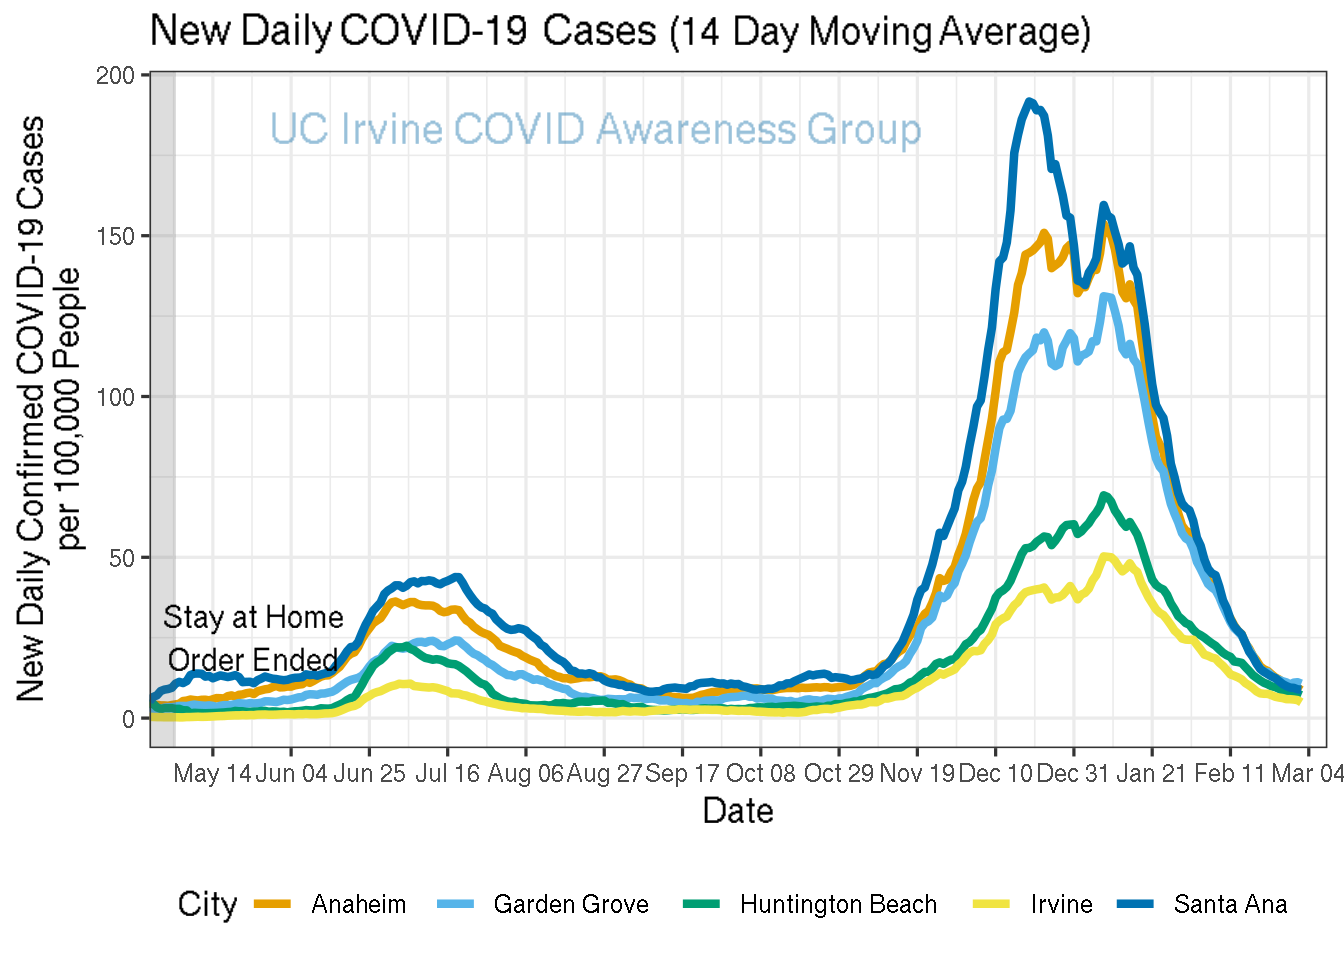 New Daily COVID-19 Cases (14 Day Moving Average)
New Daily Confirmed COVID-19 Cases
per 100,000 People
200
150
100
50
0
UC Irvine COVID Awareness Group
Stay at Home
Order Ended
May 14 Jun 04 Jun 25 Jul 16 Aug 06 Aug 27 Sep 17 Oct 08 Oct 29 Nov 19 Dec 10 Dec 31 Jan 21 Feb 11 Mar 04
Date
City Anaheim Garden Grove Huntington Beach Irvine Santa Ana